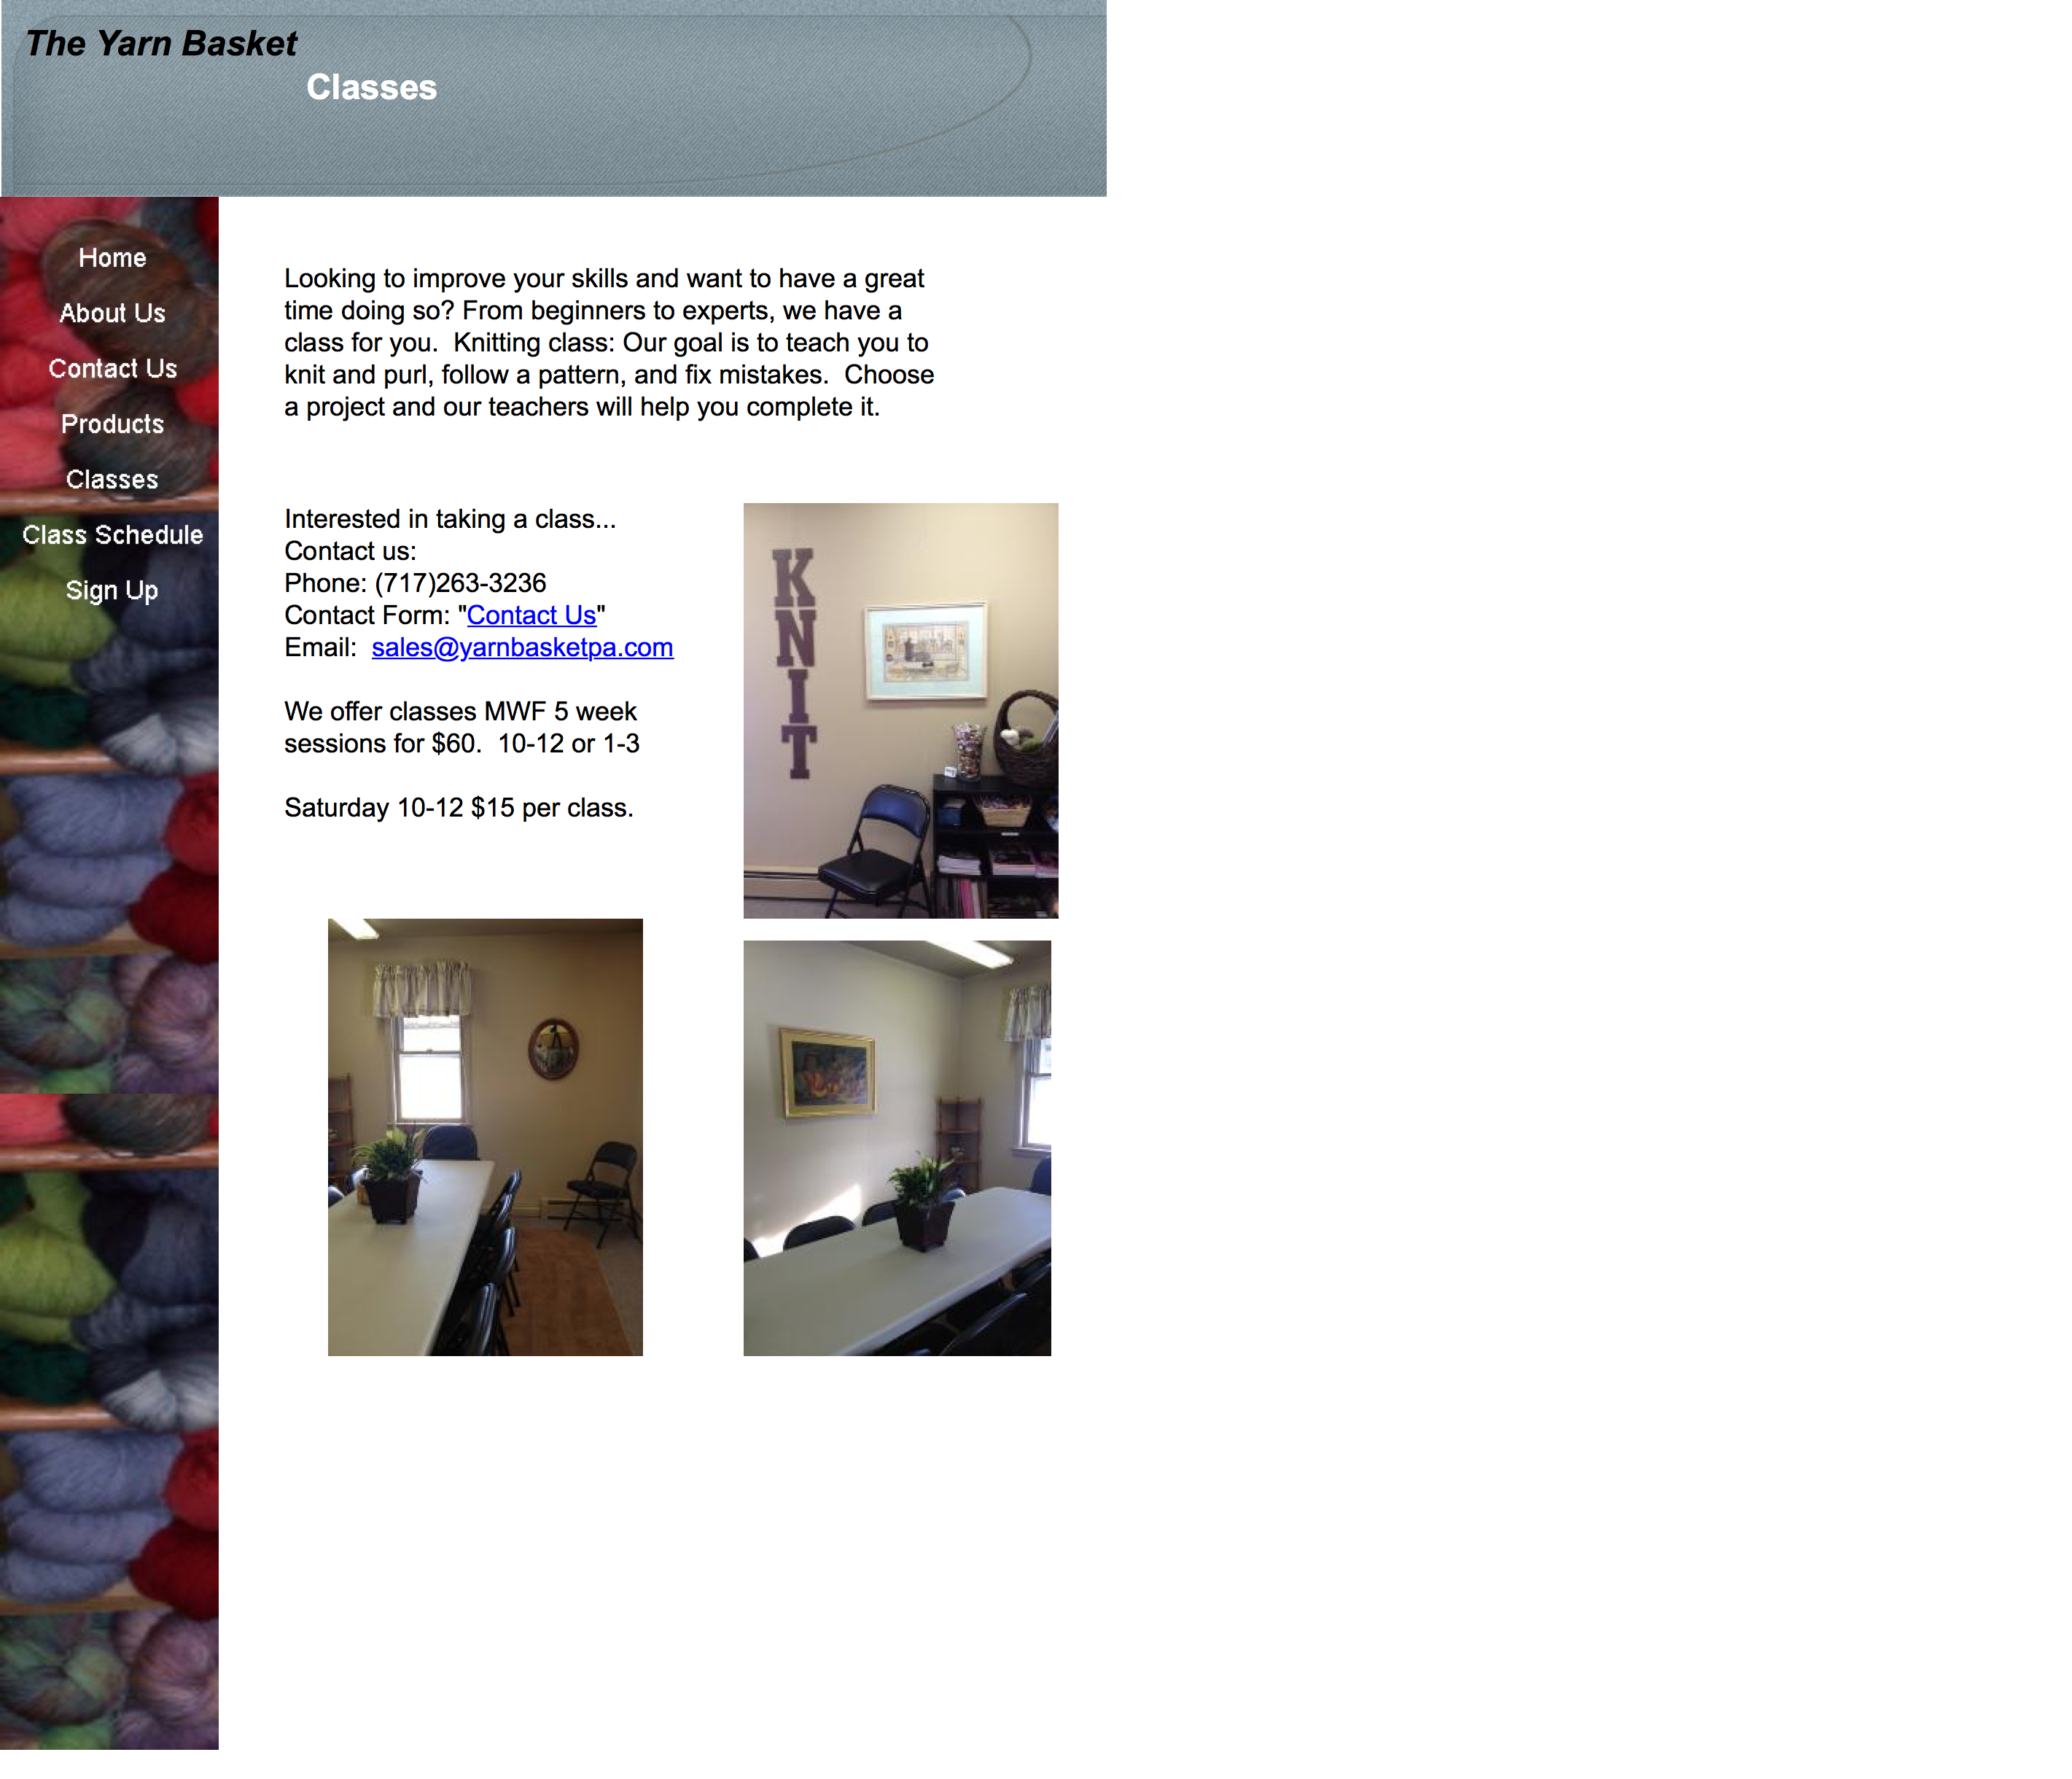 The Yarn Basket
Classes
Home
About Us
Contact Us
Products
Classes
Class Schedule
Sign Up
Looking to improve your skills and want to have a great
time doing so? From beginners to experts, we have a
class for you.  Knitting class: Our goal is to teach you to
knit and purl, follow a pattern, and fix mistakes.  Choose
a project and our teachers will help you complete it.
Interested in taking a class...
Contact us:
Phone: (717)263-3236
Contact Form: "Contact Us"
Email:  sales@yarnbasketpa.com
We offer classes MWF 5 week
sessions for $60.  10-12 or 1-3
Saturday 10-12 $15 per class.
KNIT